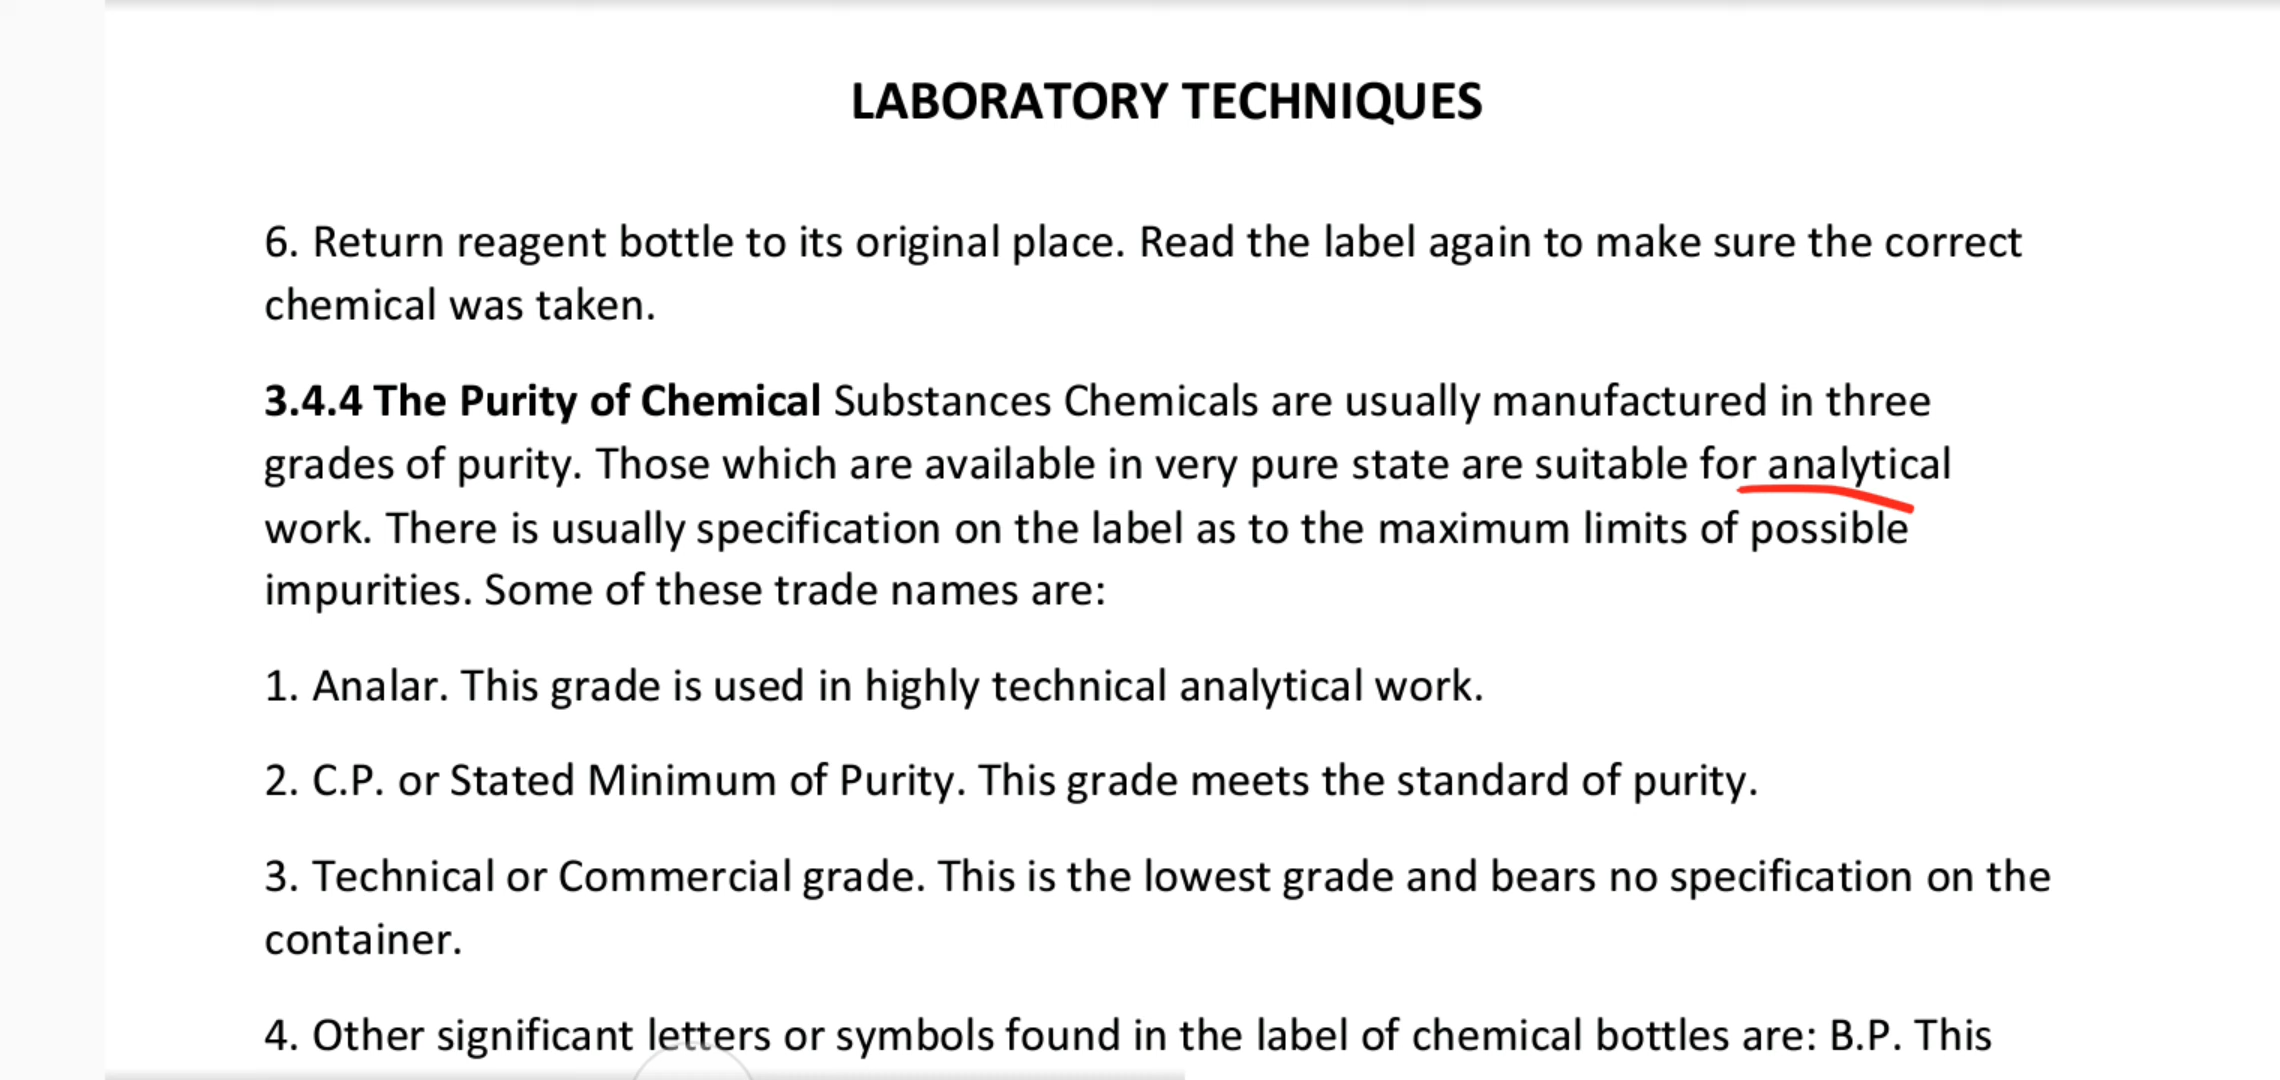 LABORATORY TECHNIQUES
6. Return reagent bottle to its original place. Read the label again to make sure the correct
chemical was taken.
3.4.4 The Purity of Chemical Substances Chemicals are usually manufactured in three
grades of purity. Those which are available in very pure state are suitable for analytical
work. There is usually specification on the label as to the maximum limits of possible
impurities. Some of these trade names are:
1. Analar. This grade is used in highly technical analytical work.
2. C.P. or Stated Minimum of Purity. This grade meets the standard of purity.
3. Technical or Commercial grade. This is the lowest grade and bears no specification on the
container.
4. Other significant letters or symbols found in the label of chemical bottles are: B.P. This